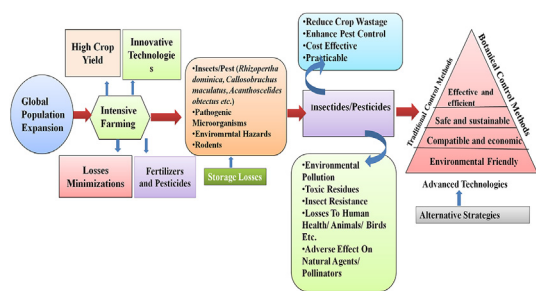 High Crop
Yield
Innovative
Technologie
s
Global
Population
Expansion
Intensive
Farming
Losses
Minimizations
Fertilizers
and Pesticides
•Insects/Pest (Rhizopertha
dominica, Callosobruchus
maculatus, Acanthoscelides
obtectus etc.)
•Pathogenic
Microorganisms
•Enviromrntal Hazards
•Rodents
Storage Losses
•Reduce Crop Wastage
•Enhance Pest Control
•Cost Effective
•Practicable
Insectides/Pesticides
•Environmental
Pollution
•Toxic Residues
•Insect Resistance
•Losses To Human
Health/ Animals/ Birds
Etc.
•Adverse Effect On
Natural Agents/
Pollinators
Traditional Control Methods
Botanical Control Methods
Effective and
efficient
Safe and sustainable
Compatible and economic
Environmental Friendly
Advanced Technologies
Alternative Strategies